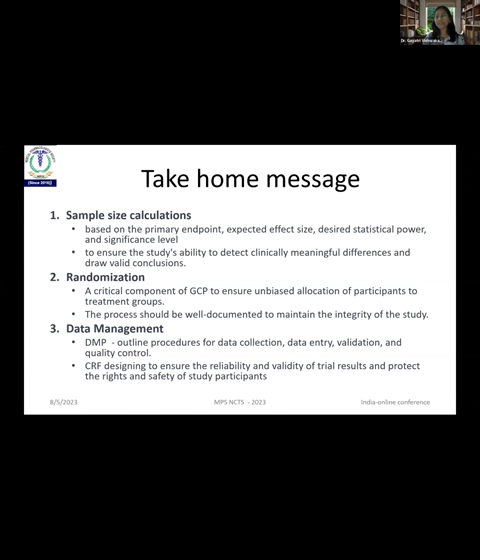 Dr. Gayatri
(Since 2016)
Take home message
1. Sample size calculations
• based on the primary endpoint, expected effect size, desired statistical power,
and significance level
• to ensure the study's ability to detect clinically meaningful differences and
draw valid conclusions.
2. Randomization
• A critical component of GCP to ensure unbiased allocation of participants to
treatment groups.
• The process should be well-documented to maintain the integrity of the study.
3. Data Management
• DMP - outline procedures for data collection, data entry, validation, and
quality control.
• CRF designing to ensure the reliability and validity of trial results and protect
the rights and safety of study participants
8/5/2023
MPS NCTS - 2023
India-online conference